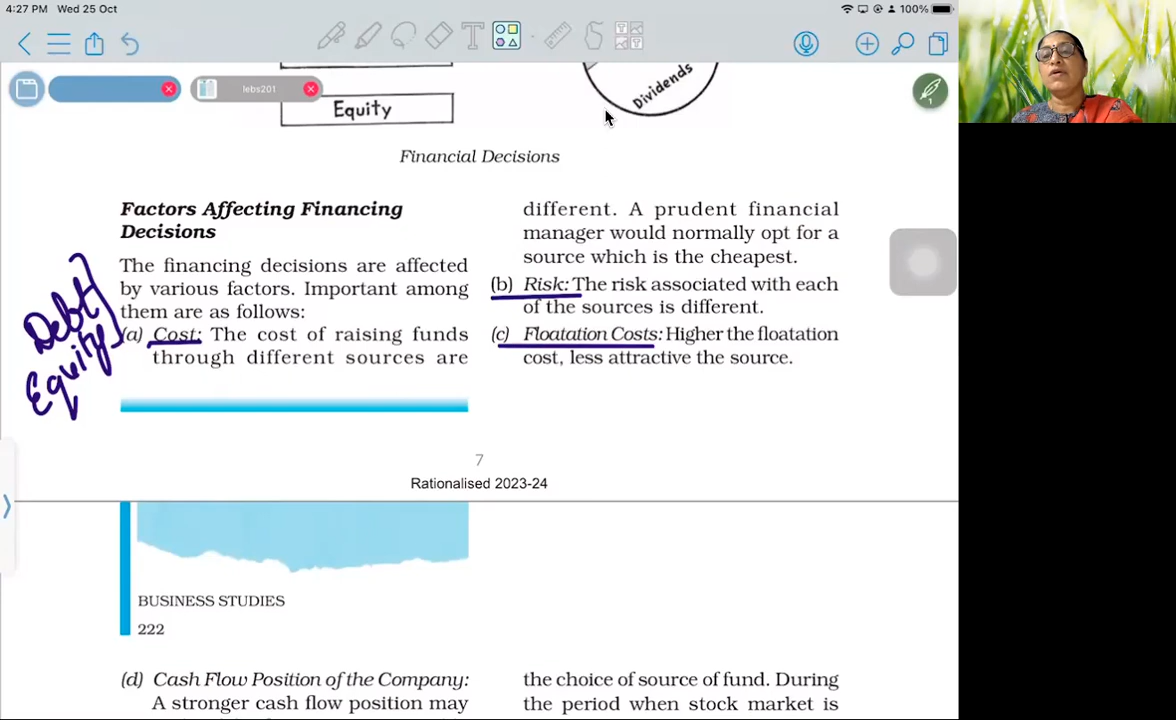 4:27 PM Wed 25 Oct
100%
T
lebs201
1
Equity
Dividends
Financial Decisions
Factors Affecting Financing
Decisions
The financing decisions are affected
by various factors. Important among
them are as follows:
(a) Cost: The cost of raising funds
through different sources are
Debt
Equity
different. A prudent financial
manager would normally opt for a
source which is the cheapest.
(b) Risk: The risk associated with each
of the sources is different.
(c) Floatation Costs: Higher the floatation
cost, less attractive the source.
7
Rationalised 2023-24
BUSINESS STUDIES
222
(d) Cash Flow Position of the Company:
A stronger cash flow position may
the choice of source of fund. During
the period when stock market is